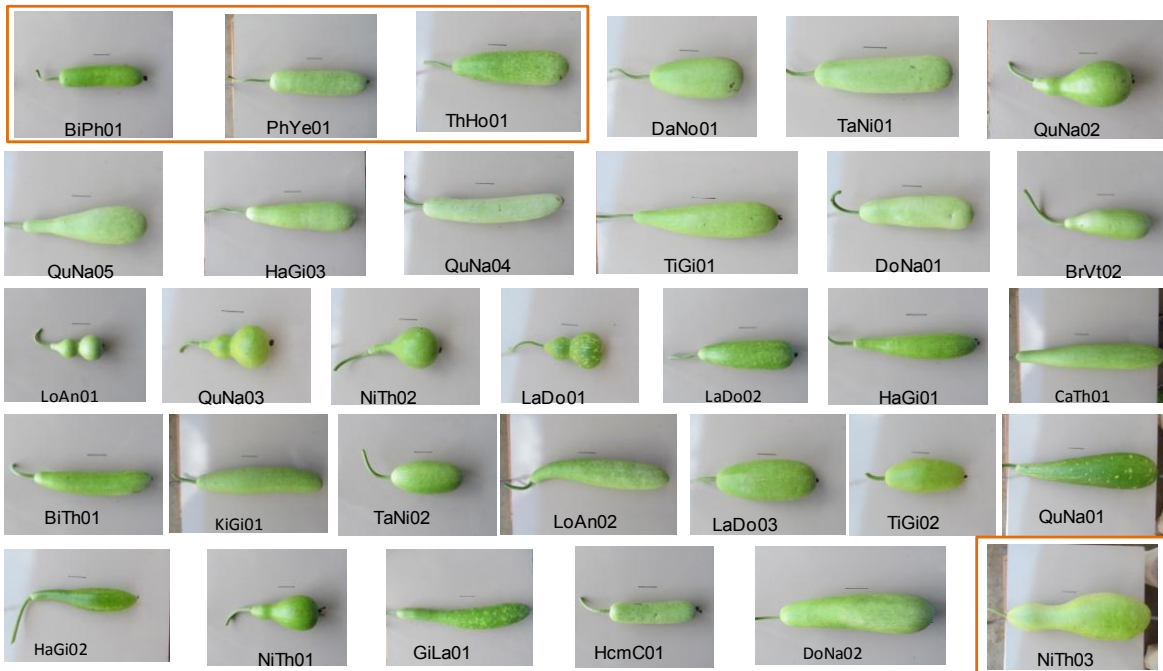 BiPh01
PhYe01
ThHo01
DaNo01
TaNi01
QuNa02
QuNa05
HaGi03
QuNa04
TiGi01
DoNa01
BrVt02
LoAn01
QuNa03
NiTh02
LaDo01
LaDo02
HaGi01
CaTh01
BiTh01
KiGi01
TaNi02
LoAn02
LaDo03
TiGi02
QuNa01
HaGi02
NiTh01
GiLa01
HcmC01
DoNa02
NiTh03